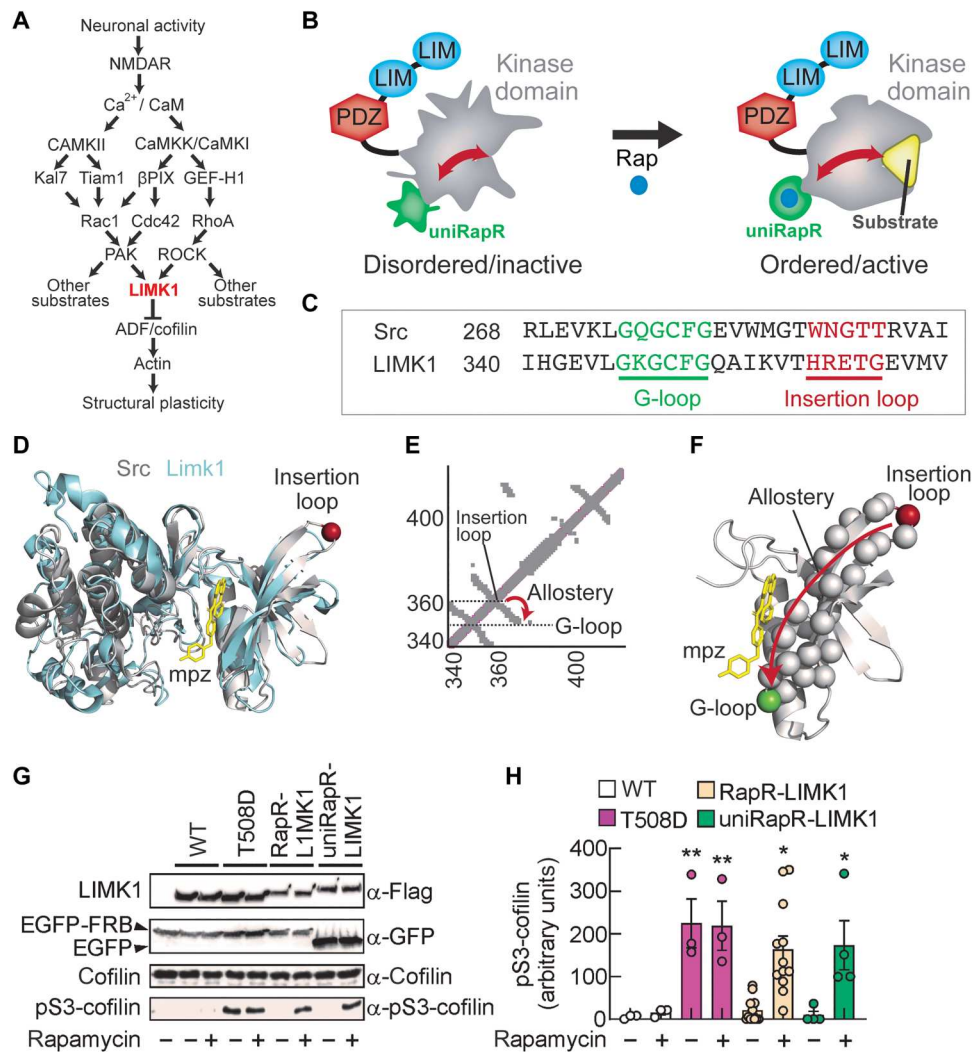 A
Neuronal activity
NMDAR
Ca2+/ CaM
CAMKII CaMKK/CaMKI
Kal7 Tiam1 βPIX GEF-H1
Rac1 Cdc42 RhoA
PAK ROCK
Other substrates LIMK1 Other substrates
ADF/cofilin
Actin
Structural plasticity
B
LIM
LIM
PDZ
Kinase domain
uniRapR
Disordered/inactive
Rap
LIM
LIM
PDZ
Kinase domain
uniRapR
Substrate
Ordered/active
C
Src 268 RLEVKLGQGCFGEVWMGTWNGTTRVAI
LIMK1 340 IHGEVLGKGCFGQAIKVTHRETGEVMV
G-loop Insertion loop
D
Src Limk1
Insertion
loop
mpz
E
400
360
340
Insertion
loop
Allostery
G-loop
340 360 400
F
Allostery
Insertion
loop
mpz
G-loop
G
WT T508D RapR-L1MK1 uniRapR-LIMK1
LIMK1 α-Flag
EGFP-FRB
EGFP α-GFP
Cofilin α-Cofilin
pS3-cofilin α-pS3-cofilin
Rapamycin − + − + − + − +
H
WT RapR-LIMK1
T508D uniRapR-LIMK1
pS3-cofilin
(arbitrary units)
400
300
200
100
0
** ** * *
Rapamycin − + − + − + − +